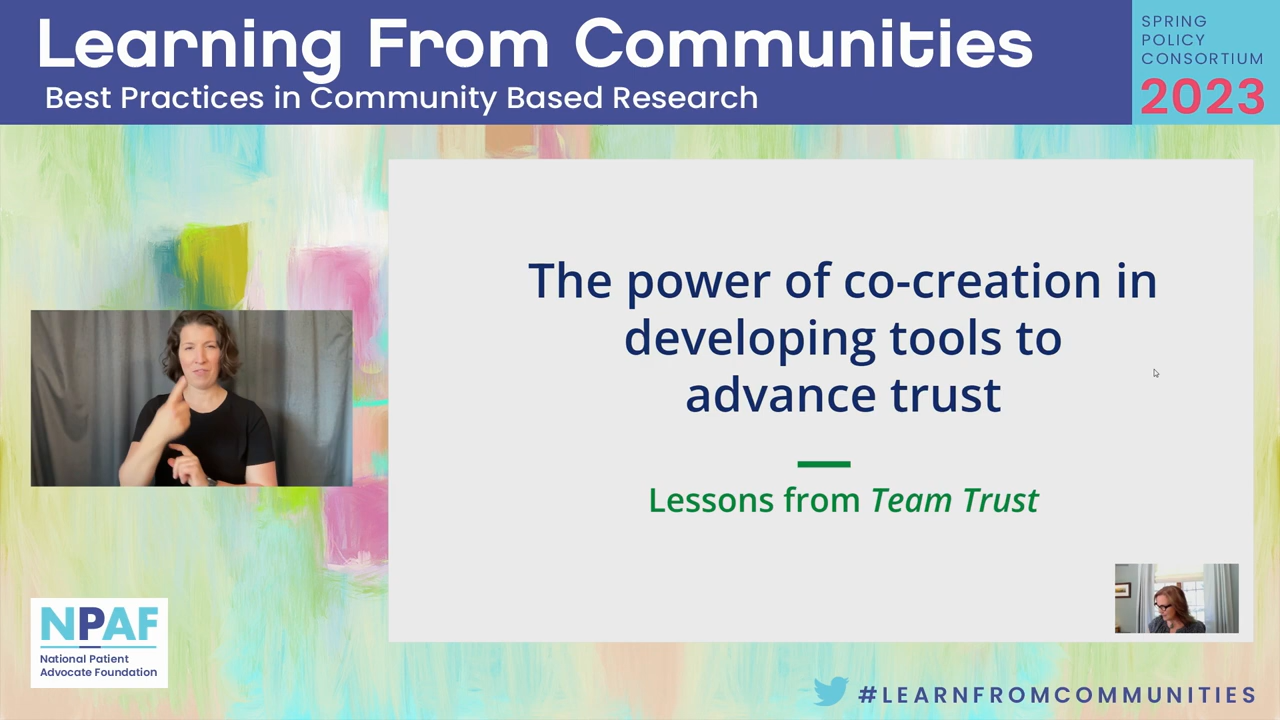 Learning From Communities
Best Practices in Community Based Research
SPRING
POLICY
CONSORTIUM
2023
The power of co-creation in
developing tools to
advance trust
Lessons from Team Trust
NPAF
National Patient
Advocate Foundation
#LEARNFROMCOMMUNITIES